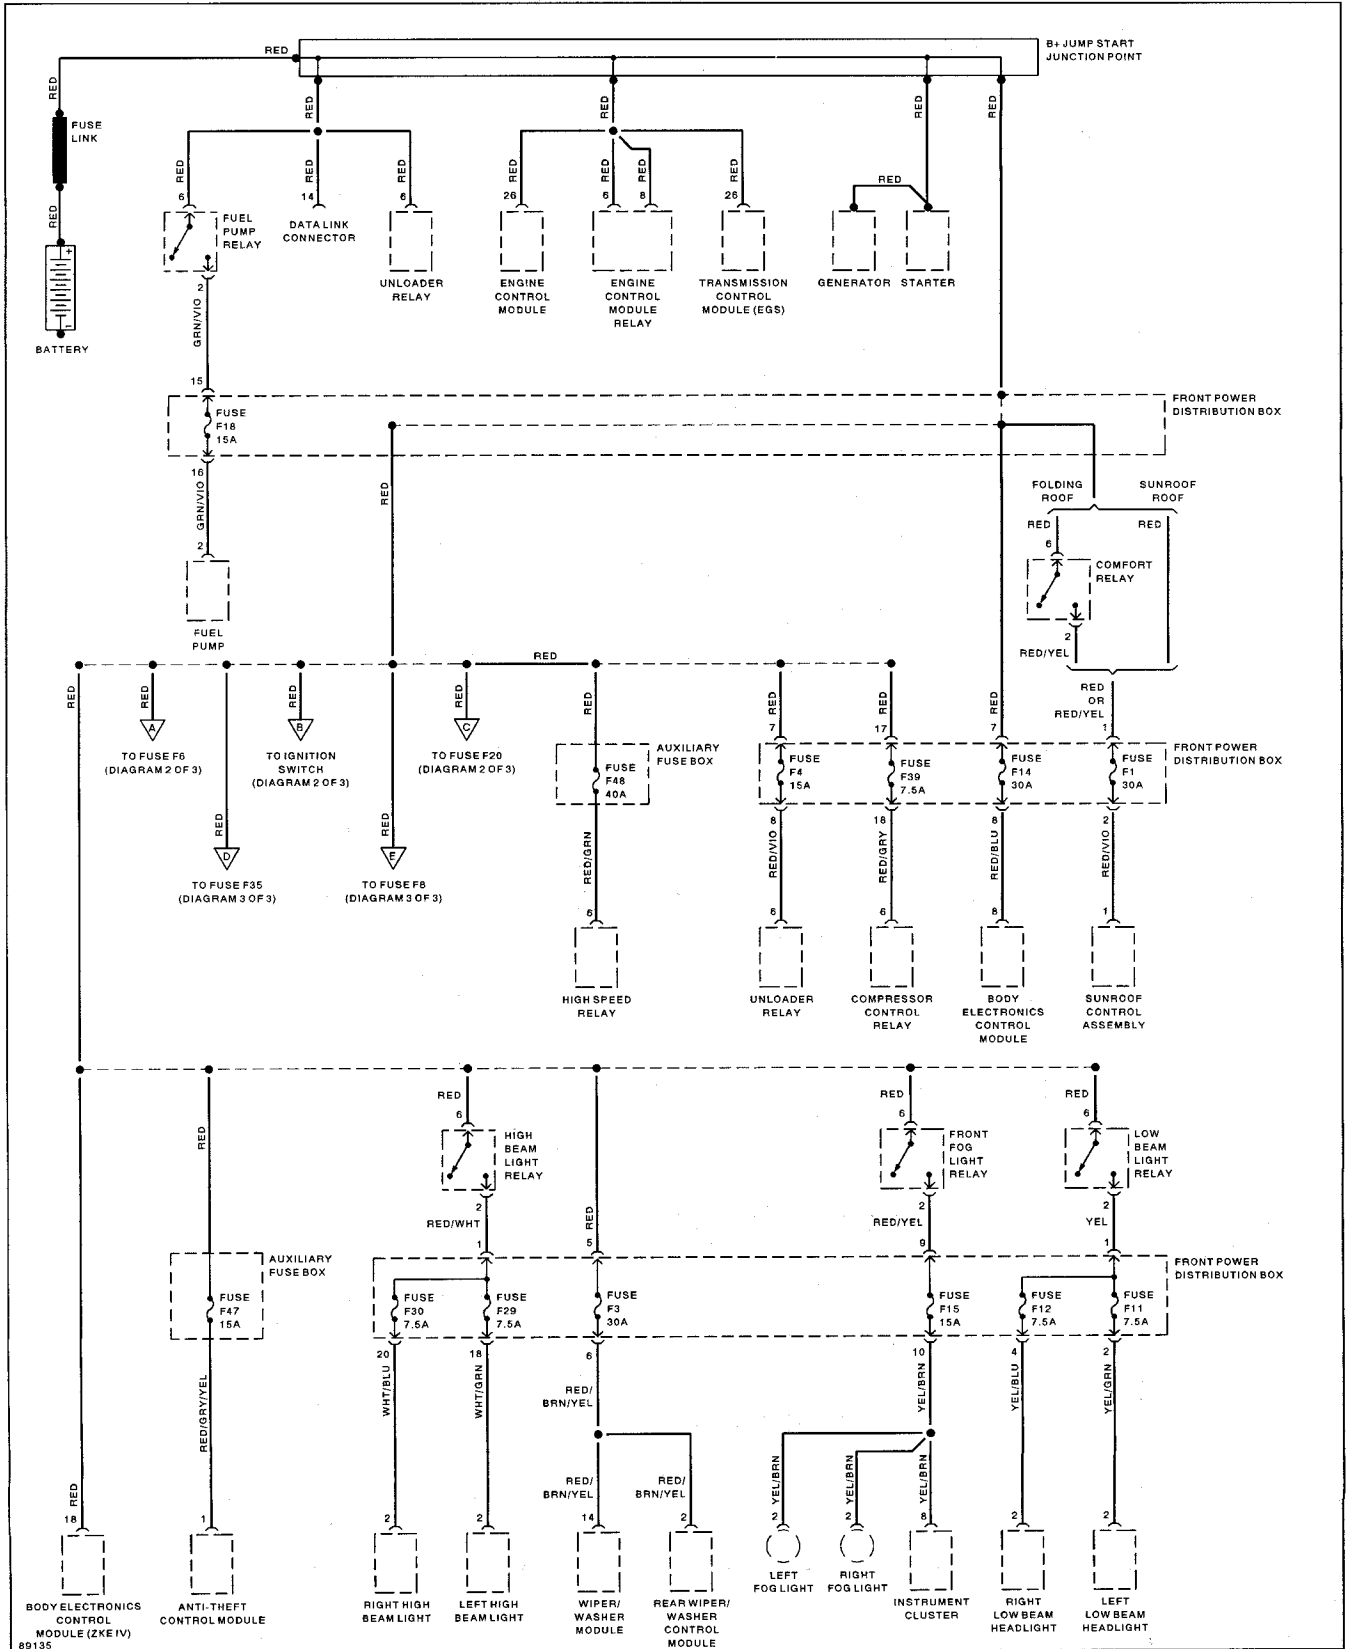 RED
B+ JUMP START
JUNCTION POINT
RED
FUSE
LINK
RED
BATTERY
RED
RED
RED
RED
RED
RED
RED
RED
RED
RED
RED
RED
RED
6
14
6
26
6
8
26
FUEL
PUMP
RELAY
DATA LINK
CONNECTOR
UNLOADER
RELAY
ENGINE
CONTROL
MODULE
ENGINE
CONTROL
MODULE
RELAY
TRANSMISSION
CONTROL
MODULE (EGS)
GENERATOR
STARTER
2
GRN/VIO
15
FUSE
F18
15A
FRONT POWER
DISTRIBUTION BOX
16
GRN/VIO
2
FUEL
PUMP
RED
FOLDING
ROOF
SUNROOF
ROOF
RED
RED
6
COMFORT
RELAY
2
RED/YEL
RED
RED
RED
RED
RED
RED
RED
RED
RED
RED
OR
RED/YEL
A
B
C
TO FUSE F6
(DIAGRAM 2 OF 3)
TO IGNITION
SWITCH
(DIAGRAM 2 OF 3)
TO FUSE F20
(DIAGRAM 2 OF 3)
AUXILIARY
FUSE BOX
FUSE
F48
40A
7
17
7
1
FUSE
F4
15A
FUSE
F39
7.5A
FUSE
F14
30A
FUSE
F1
30A
FRONT POWER
DISTRIBUTION BOX
RED
RED
D
E
TO FUSE F35
(DIAGRAM 3 OF 3)
TO FUSE F8
(DIAGRAM 3 OF 3)
8
18
8
2
RED/GRN
RED/VIO
RED/GRY
RED/BLU
RED/VIO
6
6
6
8
1
HIGH SPEED
RELAY
UNLOADER
RELAY
COMPRESSOR
CONTROL
RELAY
BODY
ELECTRONICS
CONTROL
MODULE
SUNROOF
CONTROL
ASSEMBLY
RED
RED
RED
RED
6
6
6
HIGH
BEAM
LIGHT
RELAY
FRONT
FOG
LIGHT
RELAY
LOW
BEAM
LIGHT
RELAY
2
RED/WHT
1
RED
5
2
RED/YEL
9
2
YEL
1
AUXILIARY
FUSE BOX
FUSE
F47
15A
FUSE
F30
7.5A
FUSE
F29
7.5A
FUSE
F3
30A
FUSE
F15
15A
FUSE
F12
7.5A
FUSE
F11
7.5A
FRONT POWER
DISTRIBUTION BOX
20
18
6
10
4
2
RED/GRY/YEL
WHT/BLU
WHT/GRN
RED/
BRN/YEL
YEL/BRN
YEL/BLU
YEL/GRN
RED/
BRN/YEL
RED/
BRN/YEL
YEL/BRN
YEL/BRN
YEL/BRN
RED
18
1
2
2
14
2
2
2
8
2
2
BODY ELECTRONICS
CONTROL
MODULE (ZKE IV)
ANTI-THEFT
CONTROL MODULE
RIGHT HIGH
BEAM LIGHT
LEFT HIGH
BEAM LIGHT
WIPER/
WASHER
MODULE
REAR WIPER/
WASHER
CONTROL
MODULE
LEFT
FOG LIGHT
RIGHT
FOG LIGHT
INSTRUMENT
CLUSTER
RIGHT
LOW BEAM
HEADLIGHT
LEFT
LOW BEAM
HEADLIGHT
89135